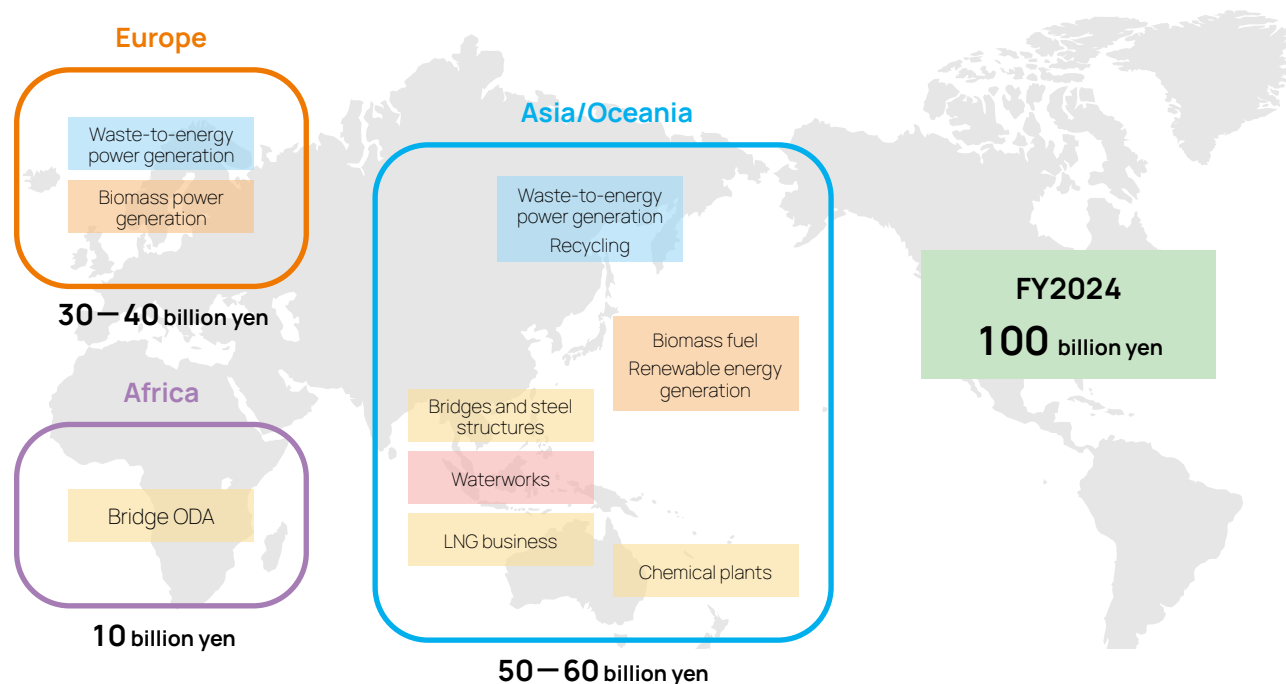 Europe
Waste-to-energy
power generation
Biomass power
generation
30－40 billion yen
Africa
Bridge ODA
10 billion yen
Asia/Oceania
Waste-to-energy
power generation
Recycling
Biomass fuel
Renewable energy
generation
Bridges and steel
structures
Waterworks
LNG business
Chemical plants
50－60 billion yen
FY2024
100 billion yen